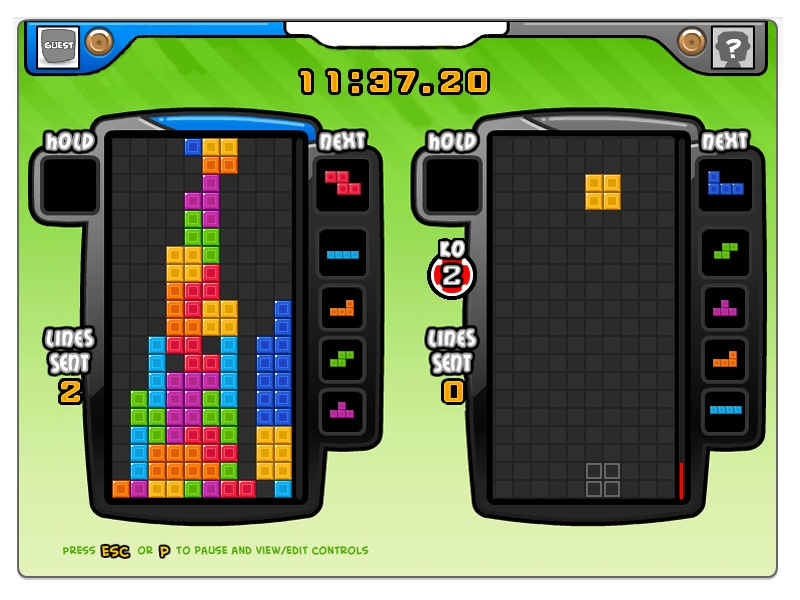 GUEST
?
11:37.20
HOLD
NEXT
HOLD
NEXT
KO
2
LINES
SENT
2
LINES
SENT
0
PRESS ESC OR P TO PAUSE AND VIEW/EDIT CONTROLS